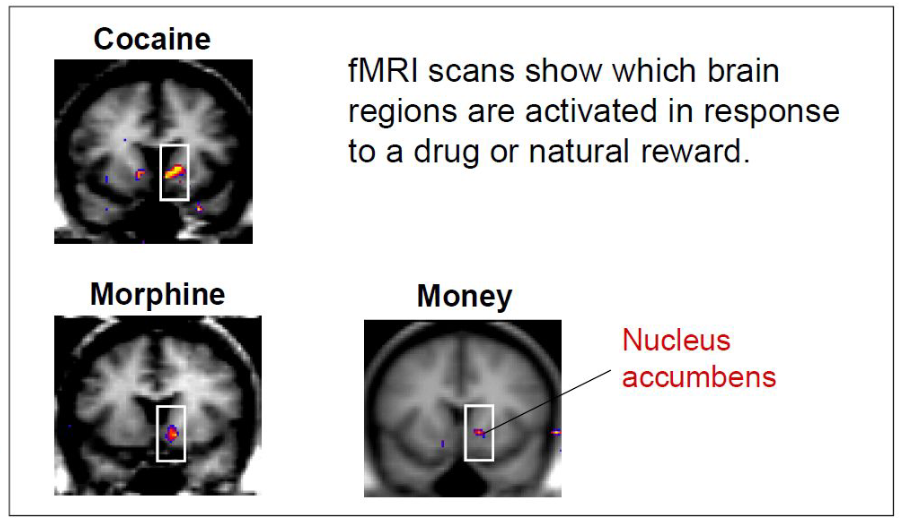 Cocaine
fMRI scans show which brain
regions are activated in response
to a drug or natural reward.
Morphine
Money
Nucleus
accumbens